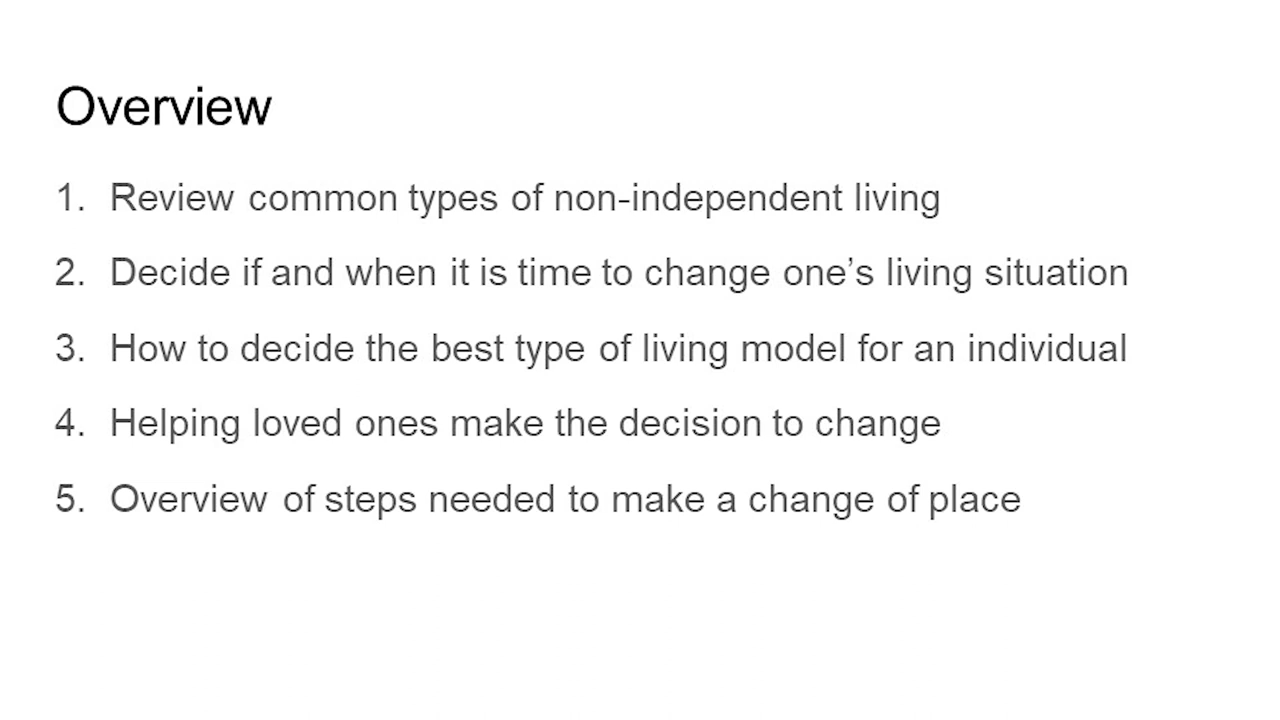 Overview
1. Review common types of non-independent living
2. Decide if and when it is time to change one’s living situation
3. How to decide the best type of living model for an individual
4. Helping loved ones make the decision to change
5. Overview of steps needed to make a change of place